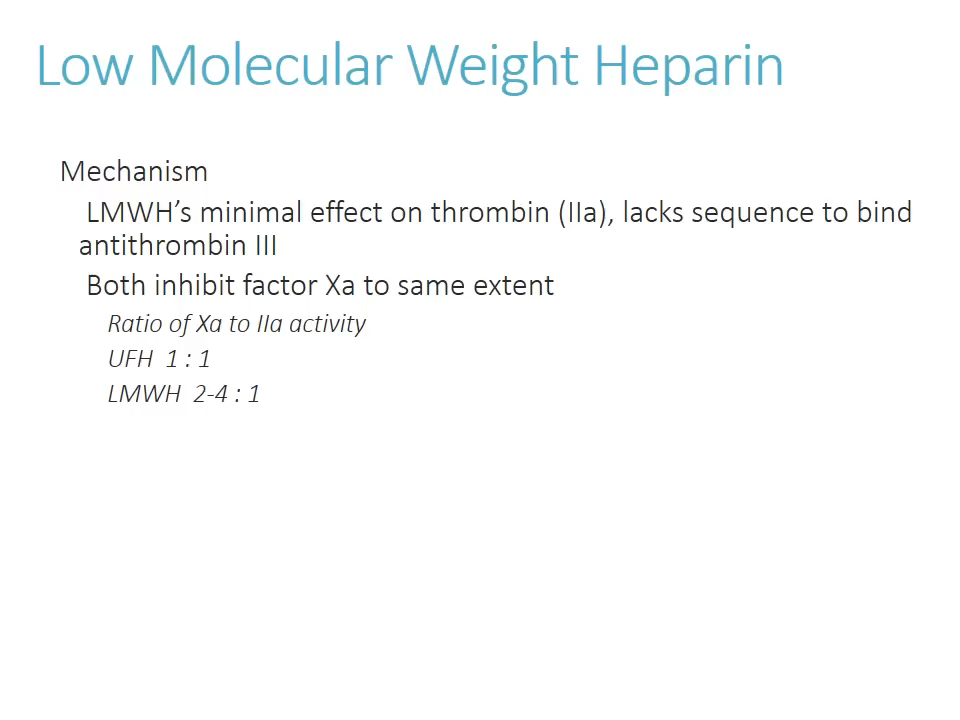 Low Molecular Weight Heparin
Mechanism
LMWH’s minimal effect on thrombin (IIa), lacks sequence to bind
antithrombin III
Both inhibit factor Xa to same extent
Ratio of Xa to IIa activity
UFH 1 : 1
LMWH 2-4 : 1